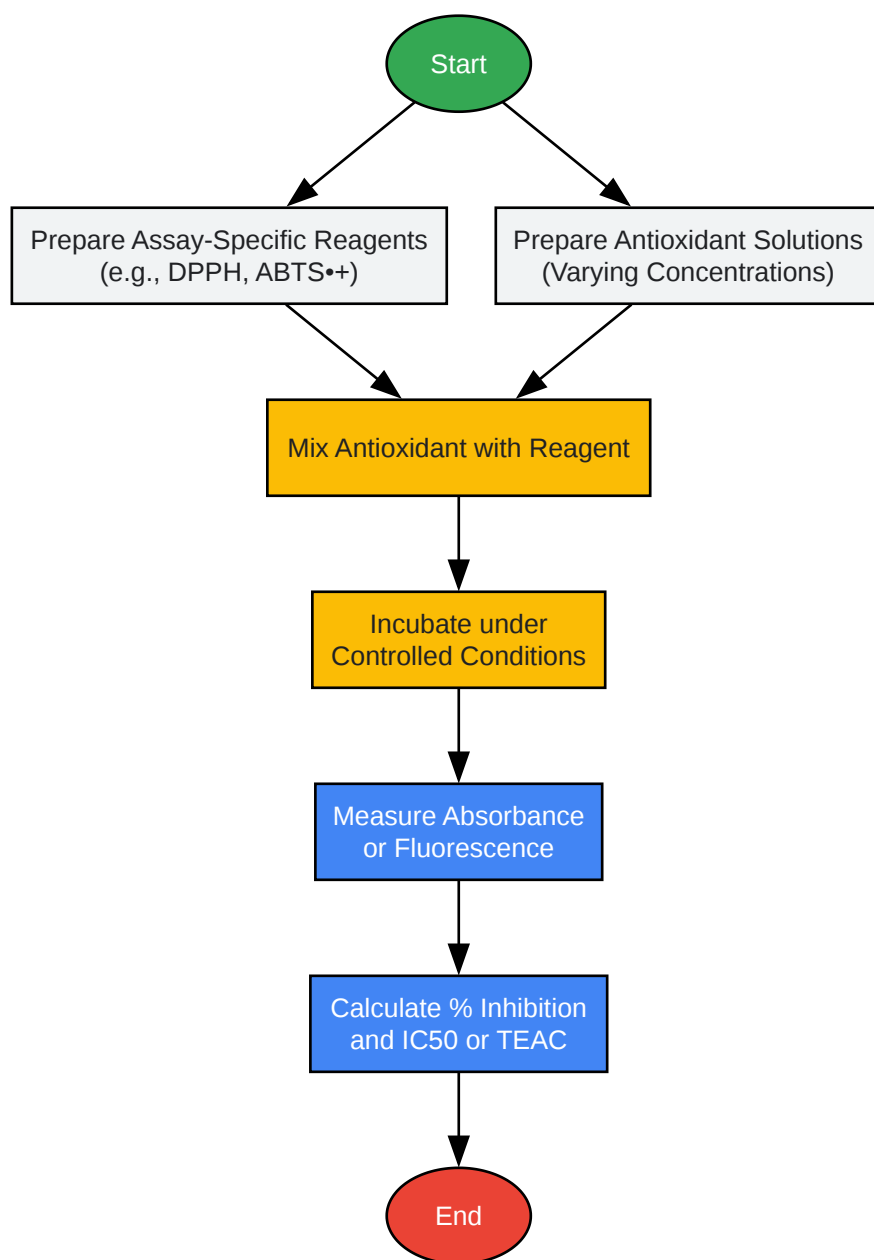 Start
Prepare Assay-Specific Reagents
(e.g., DPPH, ABTS•+)
Prepare Antioxidant Solutions
(Varying Concentrations)
Mix Antioxidant with Reagent
Incubate under
Controlled Conditions
Measure Absorbance
or Fluorescence
Calculate % Inhibition
and IC50 or TEAC
End